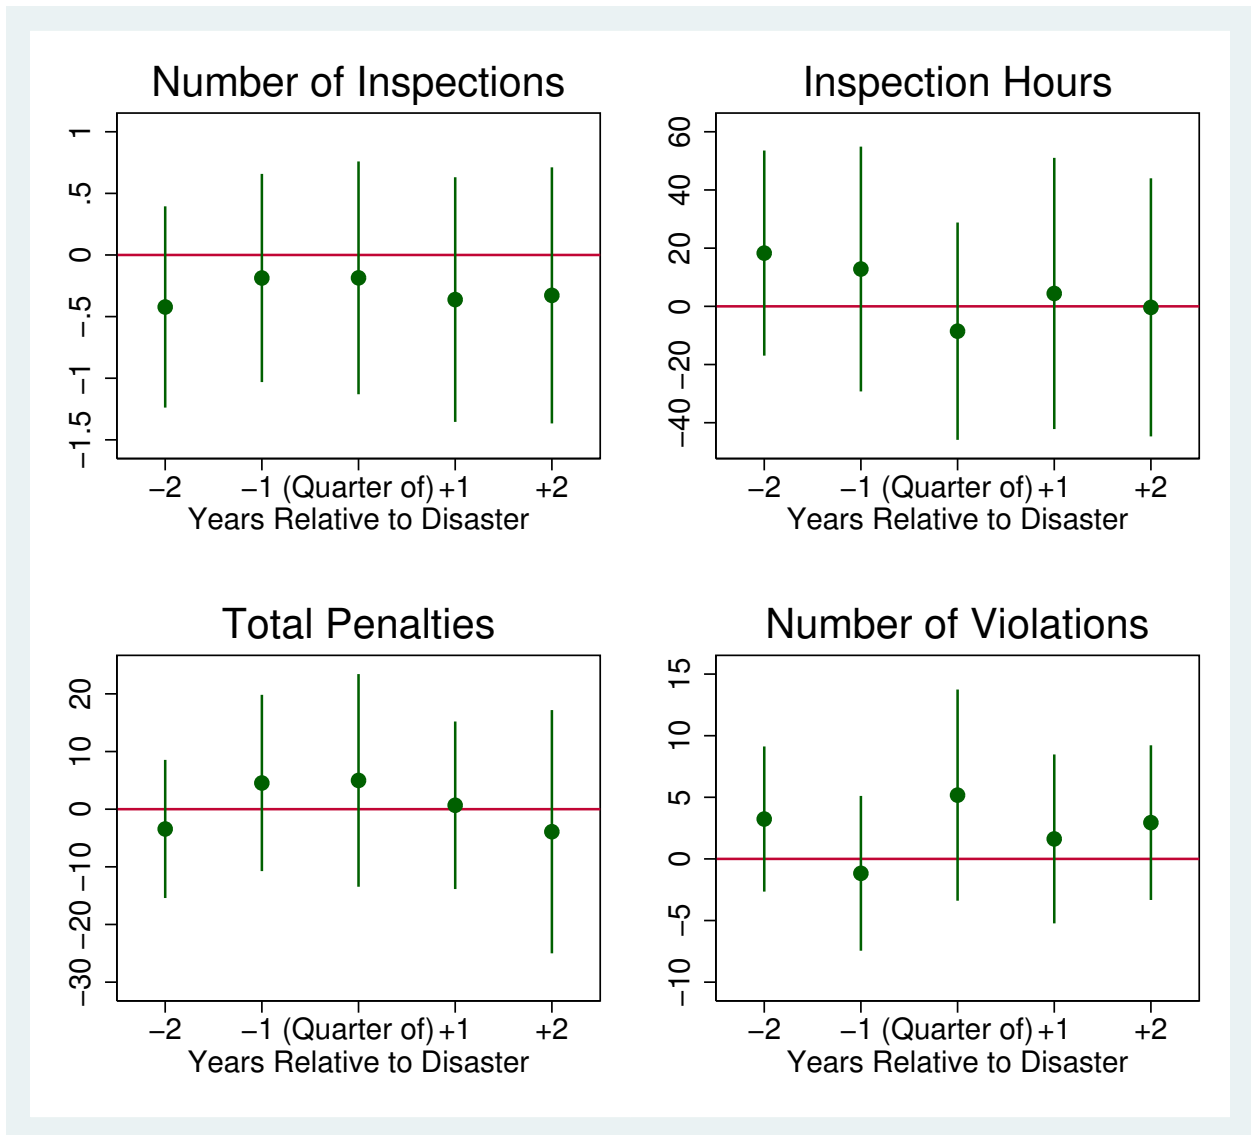 Number of Inspections
1
.5
0
−.5
−1
−1.5
−2 −1 (Quarter of) +1 +2
Years Relative to Disaster
Inspection Hours
60
40
20
0
−20
−40
−2 −1 (Quarter of) +1 +2
Years Relative to Disaster
Total Penalties
20
10
0
−10
−20
−30
−2 −1 (Quarter of) +1 +2
Years Relative to Disaster
Number of Violations
15
10
5
0
−5
−10
−2 −1 (Quarter of) +1 +2
Years Relative to Disaster